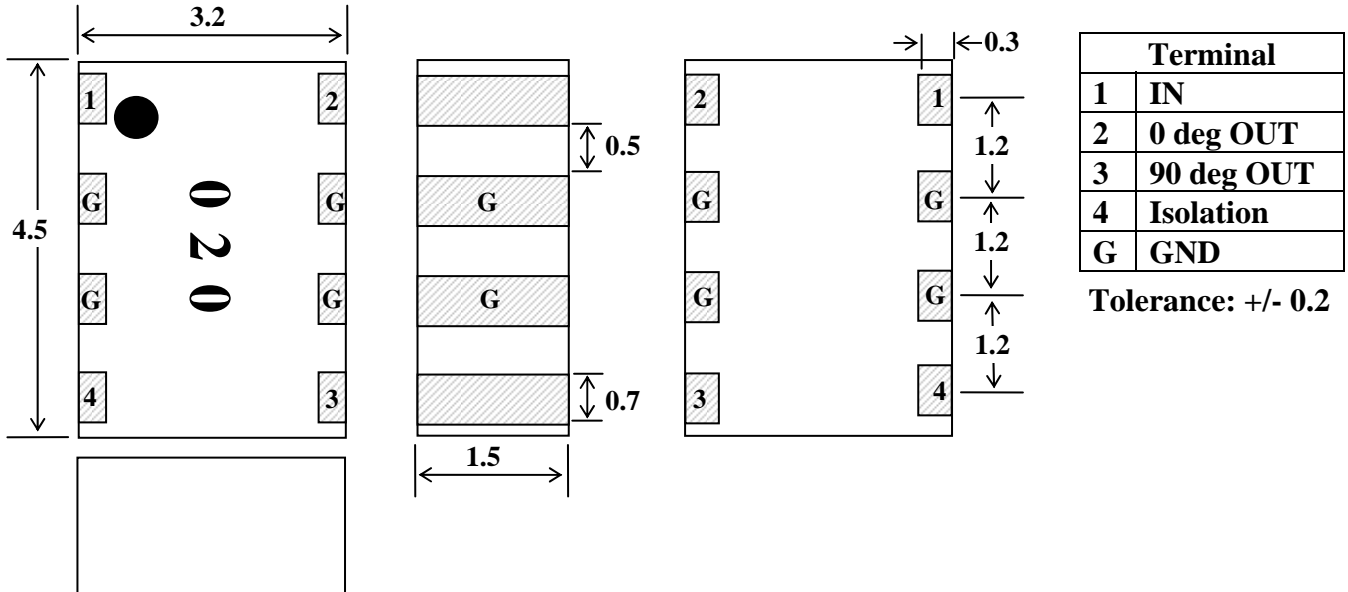 3.2
4.5
1
2
G
G
G
G
4
3
0 2 0
0.5
G
G
0.7
1.5
0.3
2
1
G
G
G
G
3
4
1.2
1.2
1.2
Terminal
1 IN
2 0 deg OUT
3 90 deg OUT
4 Isolation
G GND
Tolerance: +/- 0.2